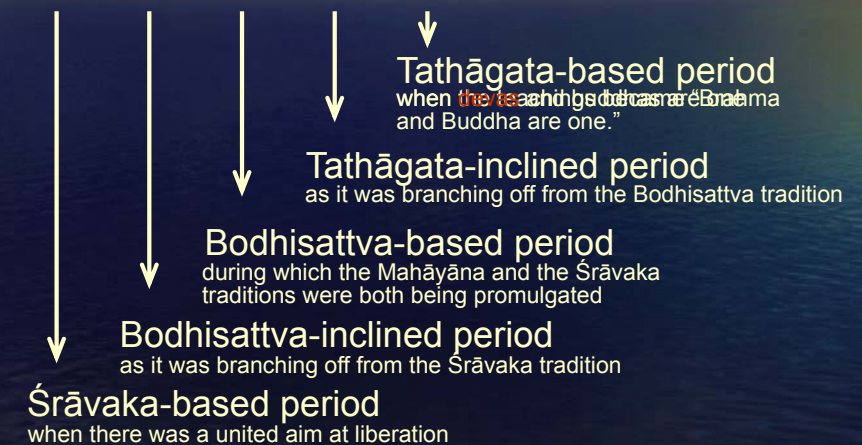 Tathāgata-based period
when
and Buddha are one.”
Tathāgata-inclined period
as it was branching off from the Bodhisattva tradition
Bodhisattva-based period
during which the Mahāyāna and the Śrāvaka
traditions were both being promulgated
Bodhisattva-inclined period
as it was branching off from the Śrāvaka tradition
Śrāvaka-based period
when there was a united aim at liberation